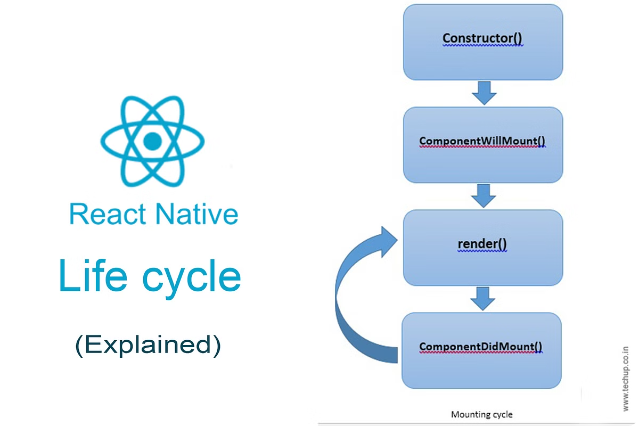 React Native
Life cycle
(Explained)
Constructor()
ComponentWillMount()
render()
ComponentDidMount()
Mounting cycle
www.techup.co.in